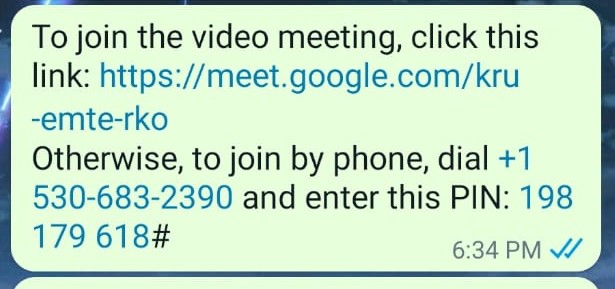 To join the video meeting, click this
link: https://meet.google.com/kru
-emte-rko
Otherwise, to join by phone, dial +1
530-683-2390 and enter this PIN: 198
179 618#
6:34 PM